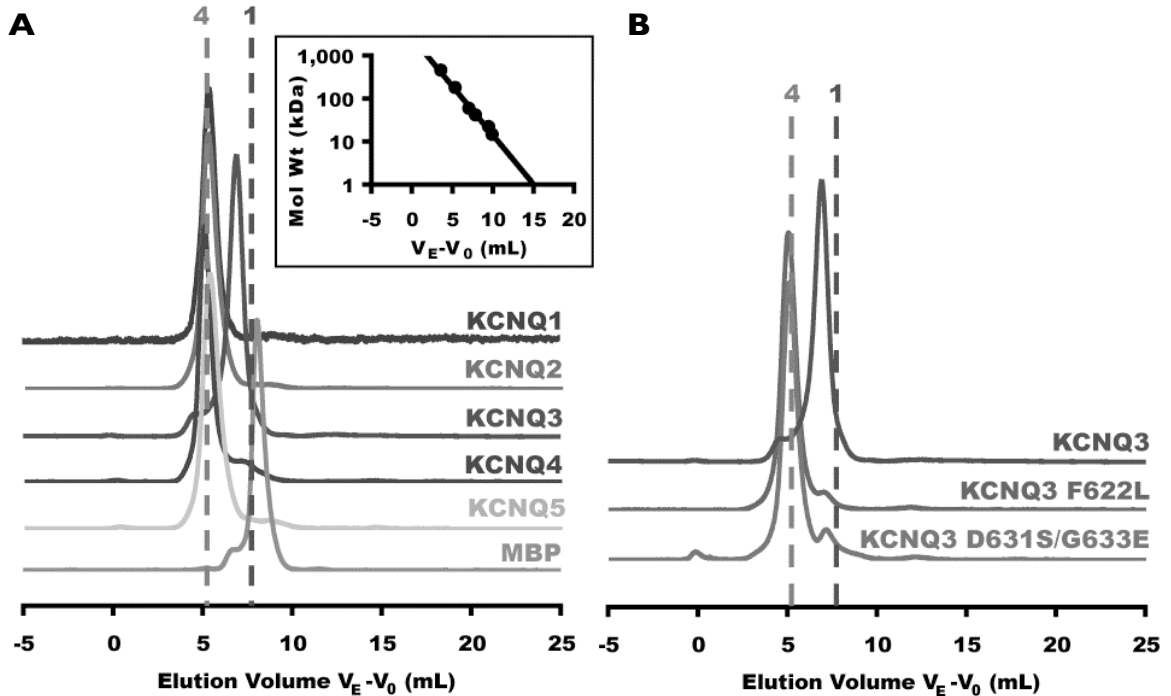 A
4 1
1,000
100
10
1
Mol Wt (kDa)
-5 0 5 10 15 20
VE-V0 (mL)
KCNQ1
KCNQ2
KCNQ3
KCNQ4
KCNQ5
MBP
-5 0 5 10 15 20 25
Elution Volume VE-V0 (mL)
B
4 1
KCNQ3
KCNQ3 F622L
KCNQ3 D631S/G633E
-5 0 5 10 15 20 25
Elution Volume VE-V0 (mL)